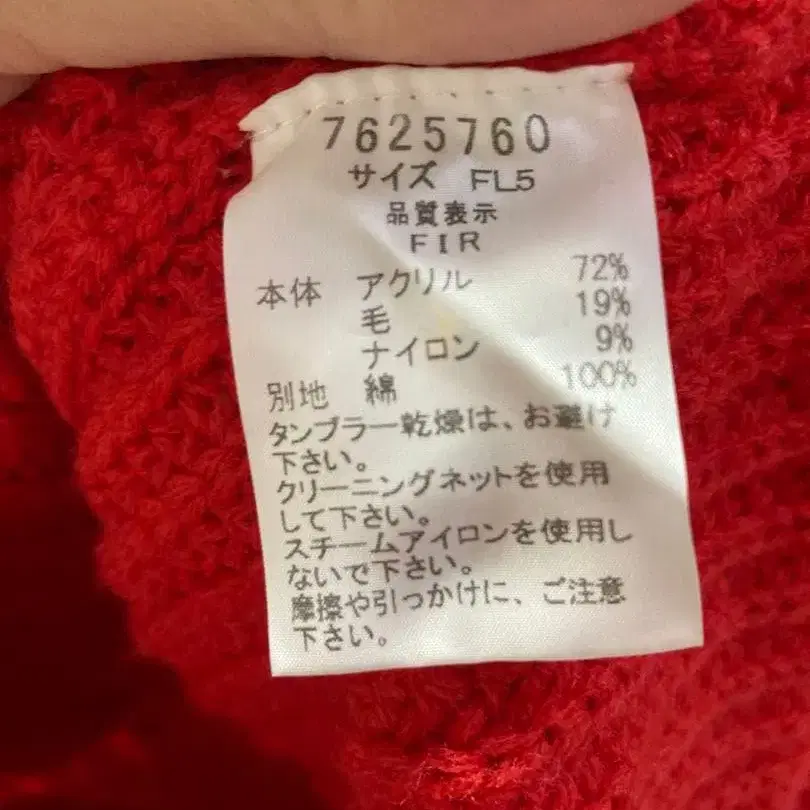 7625760
サイズ FL5
品質表示
FIR
本体 アクリル 72%
毛 19%
ナイロン 9%
別地 綿 100%
タンブラー乾燥は、お避け
下さい。
クリーニングネットを使用
して下さい。
スチームアイロンを使用し
ないで下さい。
摩擦や引っかけに、ご注意
下さい。